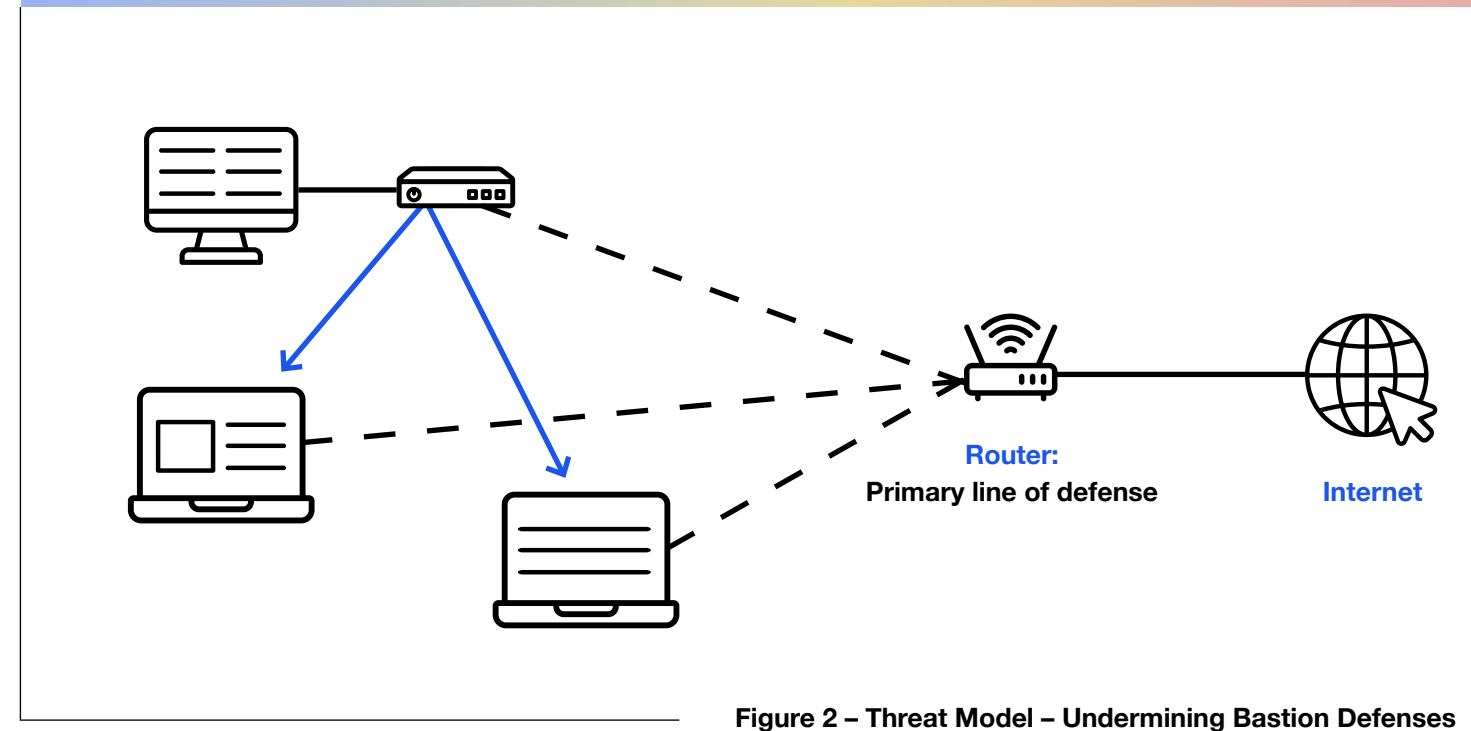 Router:
Primary line of defense
Internet
Figure 2 – Threat Model – Undermining Bastion Defenses